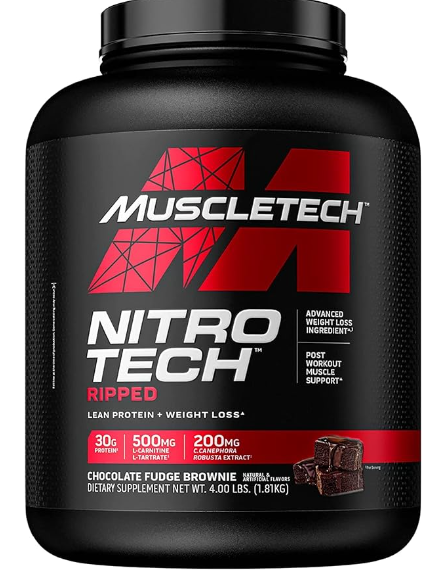 MUSCLETECH™
NITRO
TECH™
RIPPED
LEAN PROTEIN + WEIGHT LOSS^
ADVANCED
WEIGHT LOSS
INGREDIENT
POST
WORKOUT
MUSCLE
SUPPORT
30G
PROTEIN
500MG
L-CARNITINE
L-TARTRATE
200MG
C. CANEPHORA
ROBUSTA EXTRACT
CHOCOLATE FUDGE BROWNIE NATURAL &
ARTIFICIAL FLAVORS
DIETARY SUPPLEMENT NET WT. 4.00 LBS. (1.81KG)